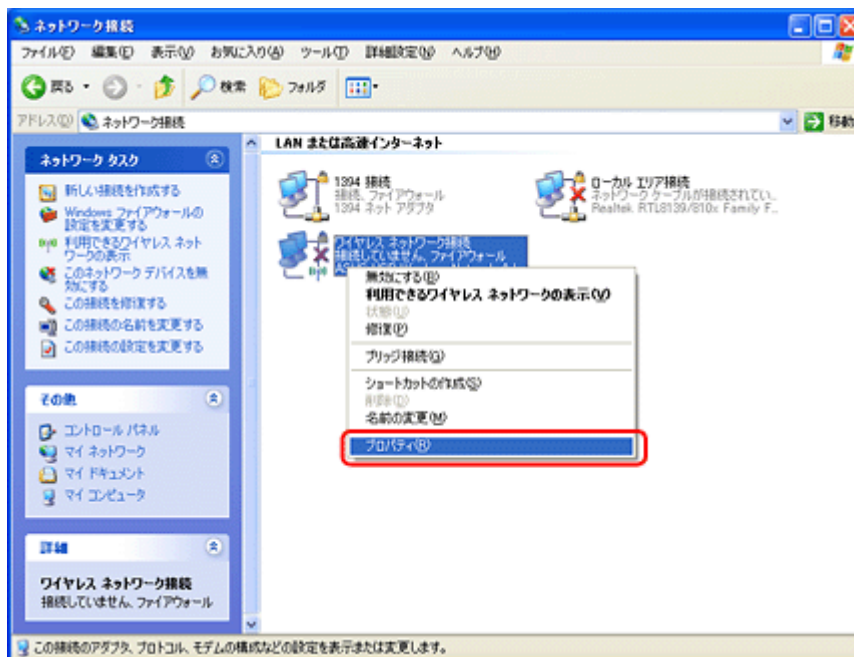 ネットワーク接続
ファイル(F) 編集(E) 表示(V) お気に入り(A) ツール(T) 詳細設定(N) ヘルプ(H)
戻る 検索 フォルダ
アドレス(D) ネットワーク接続 移動
ネットワーク タスク
新しい接続を作成する
Windows ファイアウォールの
設定を変更する
利用できるワイヤレス ネット
ワークの表示
このネットワーク デバイスを無
効にする
この接続を修復する
この接続の名前を変更する
この接続の設定を変更する
その他
コントロール パネル
マイ ネットワーク
マイ ドキュメント
マイ コンピュータ
詳細
ワイヤレス ネットワーク接続
接続していません、ファイアウォール
LAN または高速インターネット
1394 接続
接続、ファイアウォール
1394 ネット アダプタ
ローカル エリア接続
ネットワーク ケーブルが接続されてい...
Realtek RTL8139/810x Family F...
ワイヤレス ネットワーク接続
接続していません、ファイアウォール
無効にする(B)
利用できるワイヤレス ネットワークの表示(V)
状態(U)
修復(P)
ブリッジ接続(G)
ショートカットの作成(S)
削除(D)
名前の変更(M)
プロパティ(R)
この接続のアダプタ、プロトコル、モデムの構成などの設定を表示または変更します。